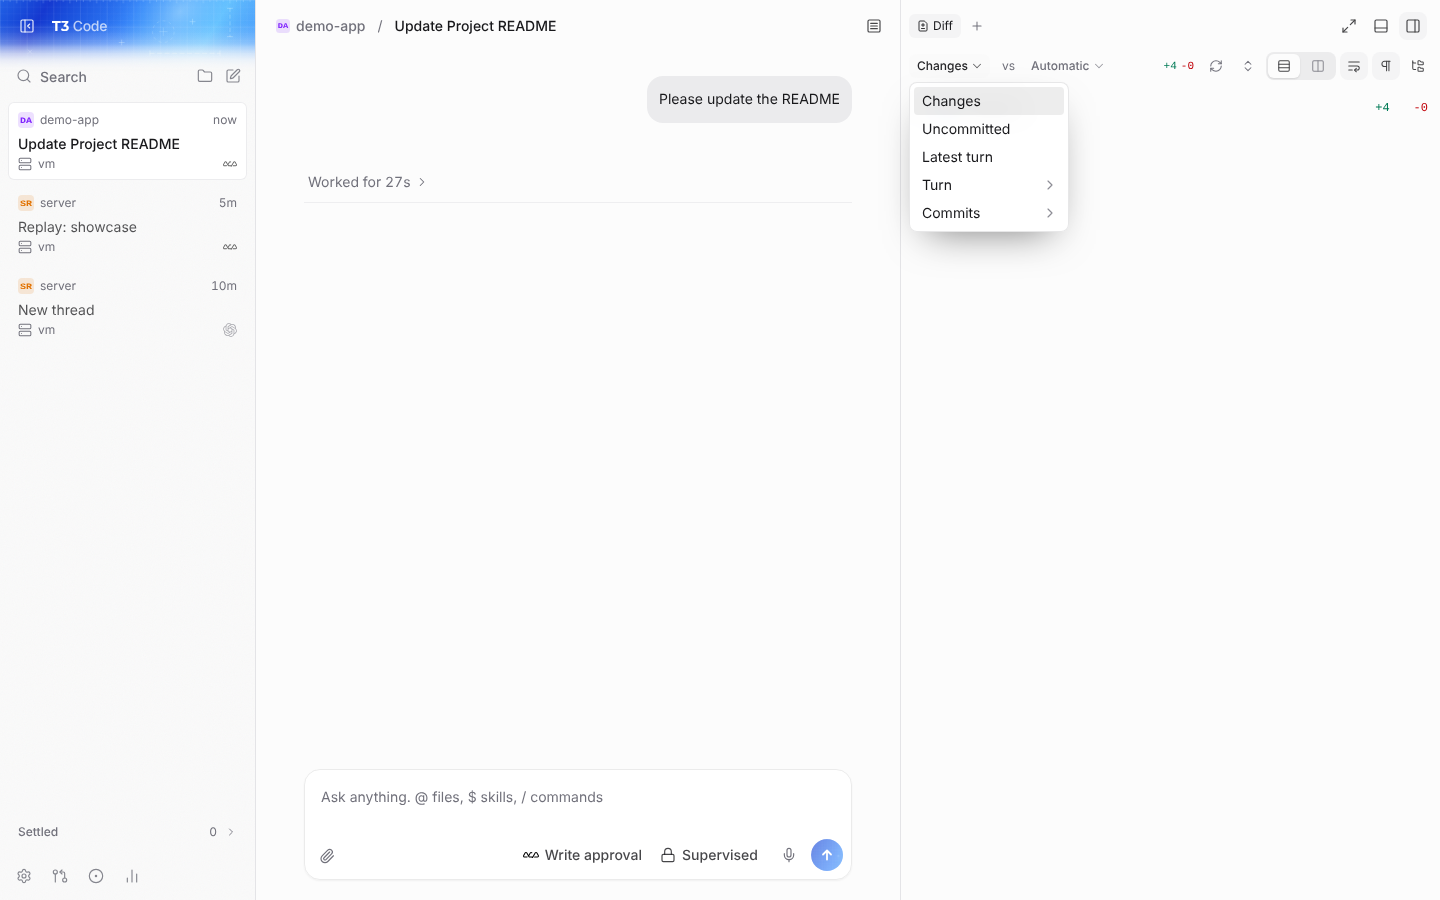 T3 Code
Search
DA demo-app now
Update Project README
vm
SR server 5m
Replay: showcase
vm
SR server 10m
New thread
vm
Settled 0
DA demo-app / Update Project README
Please update the README
Worked for 27s
Ask anything. @ files, $ skills, / commands
Write approval Supervised
Diff
Changes vs Automatic +4 -0
+4 -0
Changes
Uncommitted
Latest turn
Turn
Commits